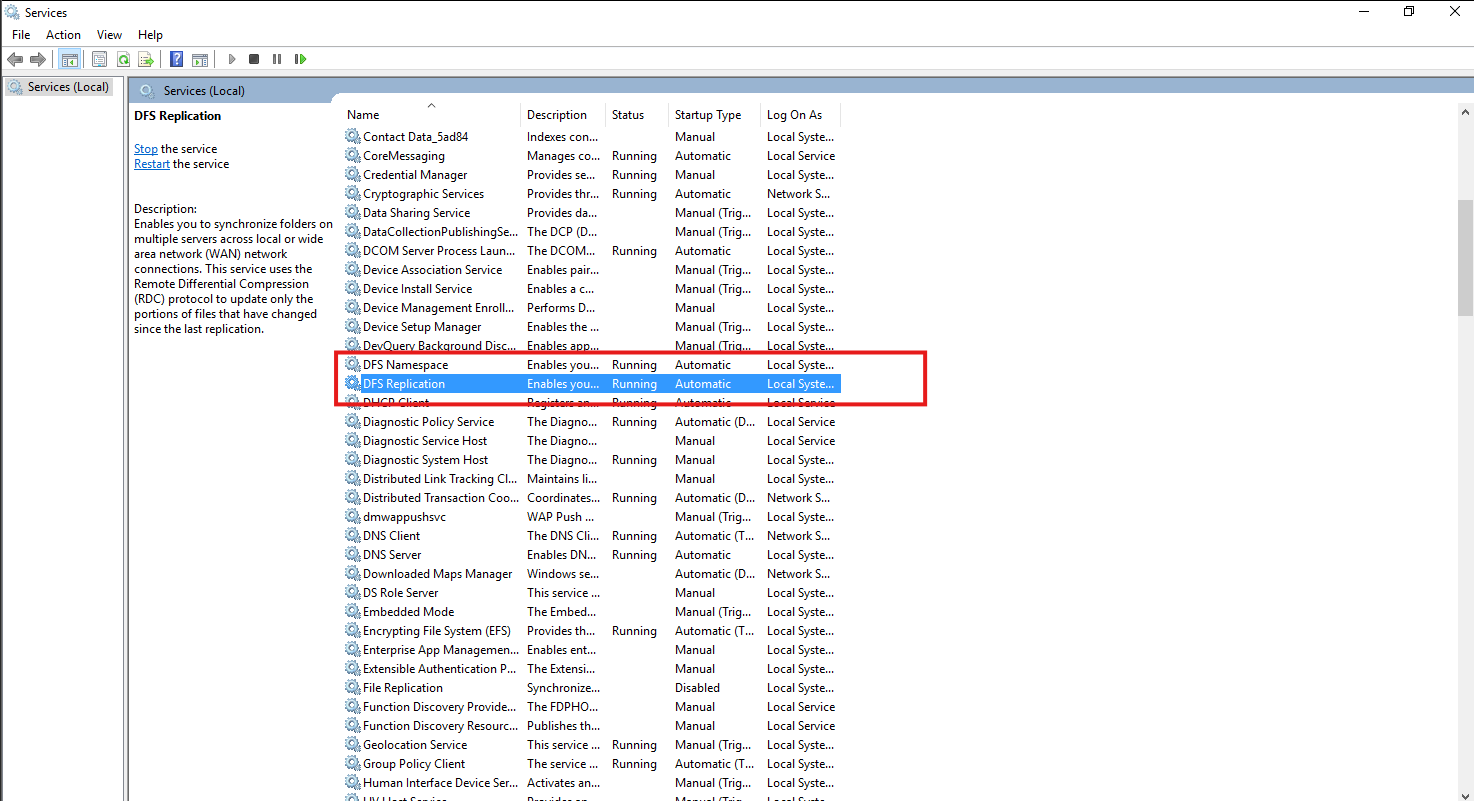 Services
File Action View Help
Services (Local)
Services (Local)
DFS Replication
Stop the service
Restart the service
Description:
Enables you to synchronize folders on
multiple servers across local or wide
area network (WAN) network
connections. This service uses the
Remote Differential Compression
(RDC) protocol to update only the
portions of files that have changed
since the last replication.
Name Description Status Startup Type Log On As
Contact Data_5ad84 Indexes con... Manual Local Syste...
CoreMessaging Manages co... Running Automatic Local Service
Credential Manager Provides se... Running Manual Local Syste...
Cryptographic Services Provides thr... Running Automatic Network S...
Data Sharing Service Provides da... Manual (Trig... Local Syste...
DataCollectionPublishingSe... The DCP (D... Manual (Trig... Local Syste...
DCOM Server Process Laun... The DCOM... Running Automatic Local Syste...
Device Association Service Enables pair... Manual (Trig... Local Syste...
Device Install Service Enables a c... Manual (Trig... Local Syste...
Device Management Enroll... Performs D... Manual Local Syste...
Device Setup Manager Enables the ... Manual (Trig... Local Syste...
DevQuery Background Disc... Enables app... Manual (Trig... Local Syste...
DFS Namespace Enables you... Running Automatic Local Syste...
DFS Replication Enables you... Running Automatic Local Syste...
DHCP Client Registers an... Running Automatic Local Service
Diagnostic Policy Service The Diagno... Running Automatic (D... Local Service
Diagnostic Service Host The Diagno... Manual Local Service
Diagnostic System Host The Diagno... Running Manual Local Syste...
Distributed Link Tracking Cl... Maintains li... Manual Local Syste...
Distributed Transaction Coo... Coordinates... Running Automatic (D... Network S...
dmwappushsvc WAP Push ... Manual (Trig... Local Syste...
DNS Client The DNS Cli... Running Automatic (T... Network S...
DNS Server Enables DN... Running Automatic Local Syste...
Downloaded Maps Manager Windows se... Automatic (D... Network S...
DS Role Server This service ... Manual Local Syste...
Embedded Mode The Embed... Manual (Trig... Local Syste...
Encrypting File System (EFS) Provides th... Running Automatic (T... Local Syste...
Enterprise App Managemen... Enables ent... Manual Local Syste...
Extensible Authentication P... The Extensi... Manual Local Syste...
File Replication Synchronize... Disabled Local Syste...
Function Discovery Provide... The FDPHO... Manual Local Service
Function Discovery Resourc... Publishes th... Manual Local Service
Geolocation Service This service ... Running Manual (Trig... Local Syste...
Group Policy Client The service ... Running Automatic (T... Local Syste...
Human Interface Device Ser... Activates an... Manual (Trig... Local Syste...
HV Host Service Provides an... Manual (Trig... Local Syste...